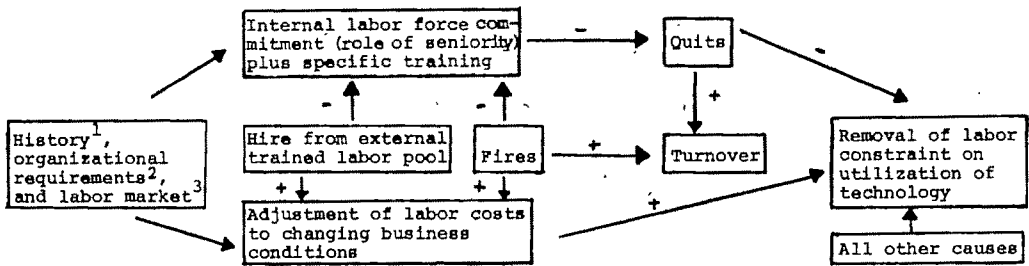 Internal labor force com-
mitment (role of seniority)
plus specific training
-
Quits
-
-
-
+
History1,
organizational
requirements2,
and labor market3
Hire from external
trained labor pool
Fires
+
Turnover
Removal of labor
constraint on
utilization of
technology
+
+
+
Adjustment of labor costs
to changing business
conditions
All other causes